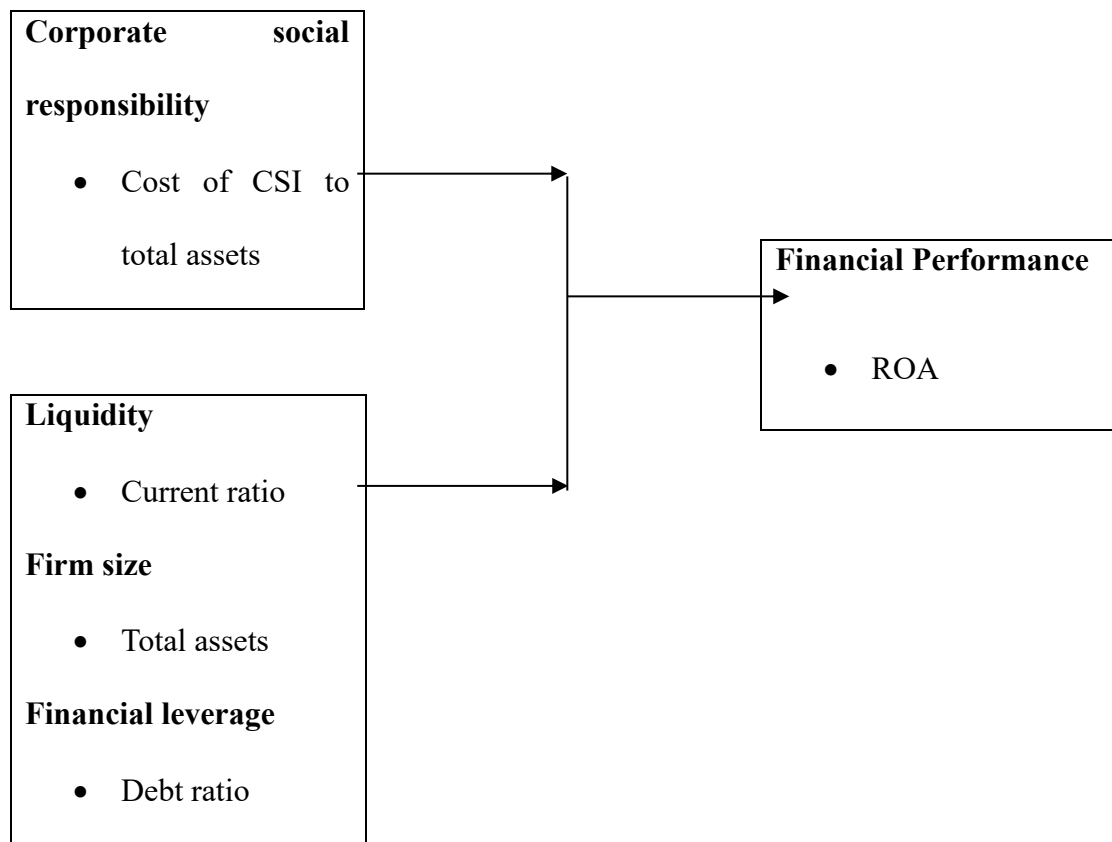 Corporate social
responsibility
• Cost of CSI to
total assets
Financial Performance
• ROA
Liquidity
• Current ratio
Firm size
• Total assets
Financial leverage
• Debt ratio